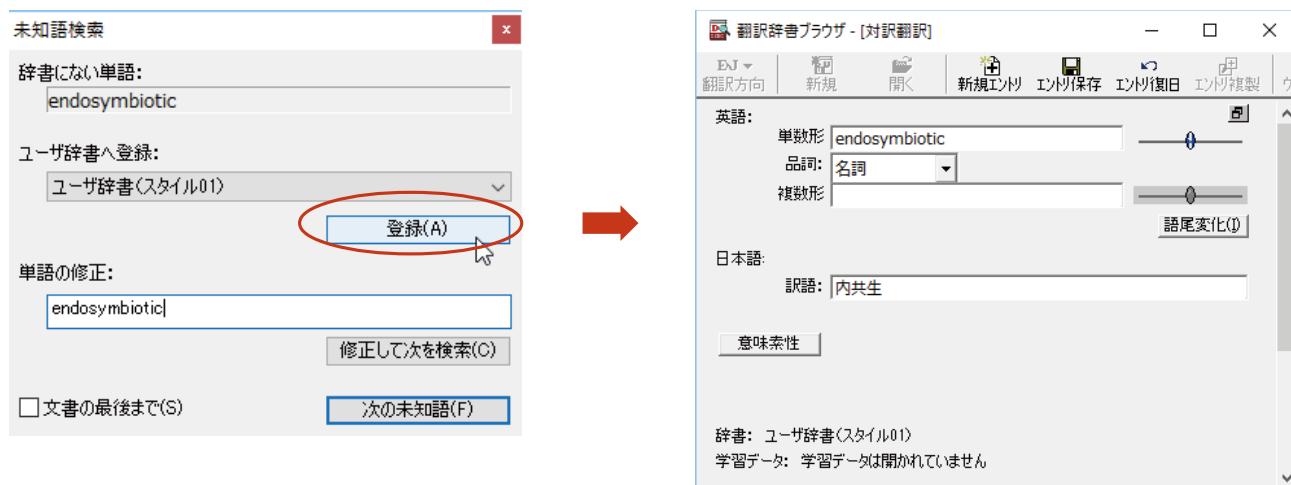 未知語検索
x
辞書にない単語:
endosymbiotic
ユーザ辞書へ登録:
ユーザ辞書(スタイル01)
登録(A)
単語の修正:
endosymbiotic
修正して次を検索(C)
文書の最後まで(S)
次の未知語(F)
翻訳辞書ブラウザ - [対訳翻訳]
EJ
翻訳方向 新規 開く 新規エントリ エントリ保存 エントリ復旧 エントリ複製
英語:
単数形 endosymbiotic
品詞: 名詞
複数形
語尾変化(I)
日本語:
訳語: 内共生
意味素性
辞書: ユーザ辞書(スタイル01)
学習データ: 学習データは開かれていません